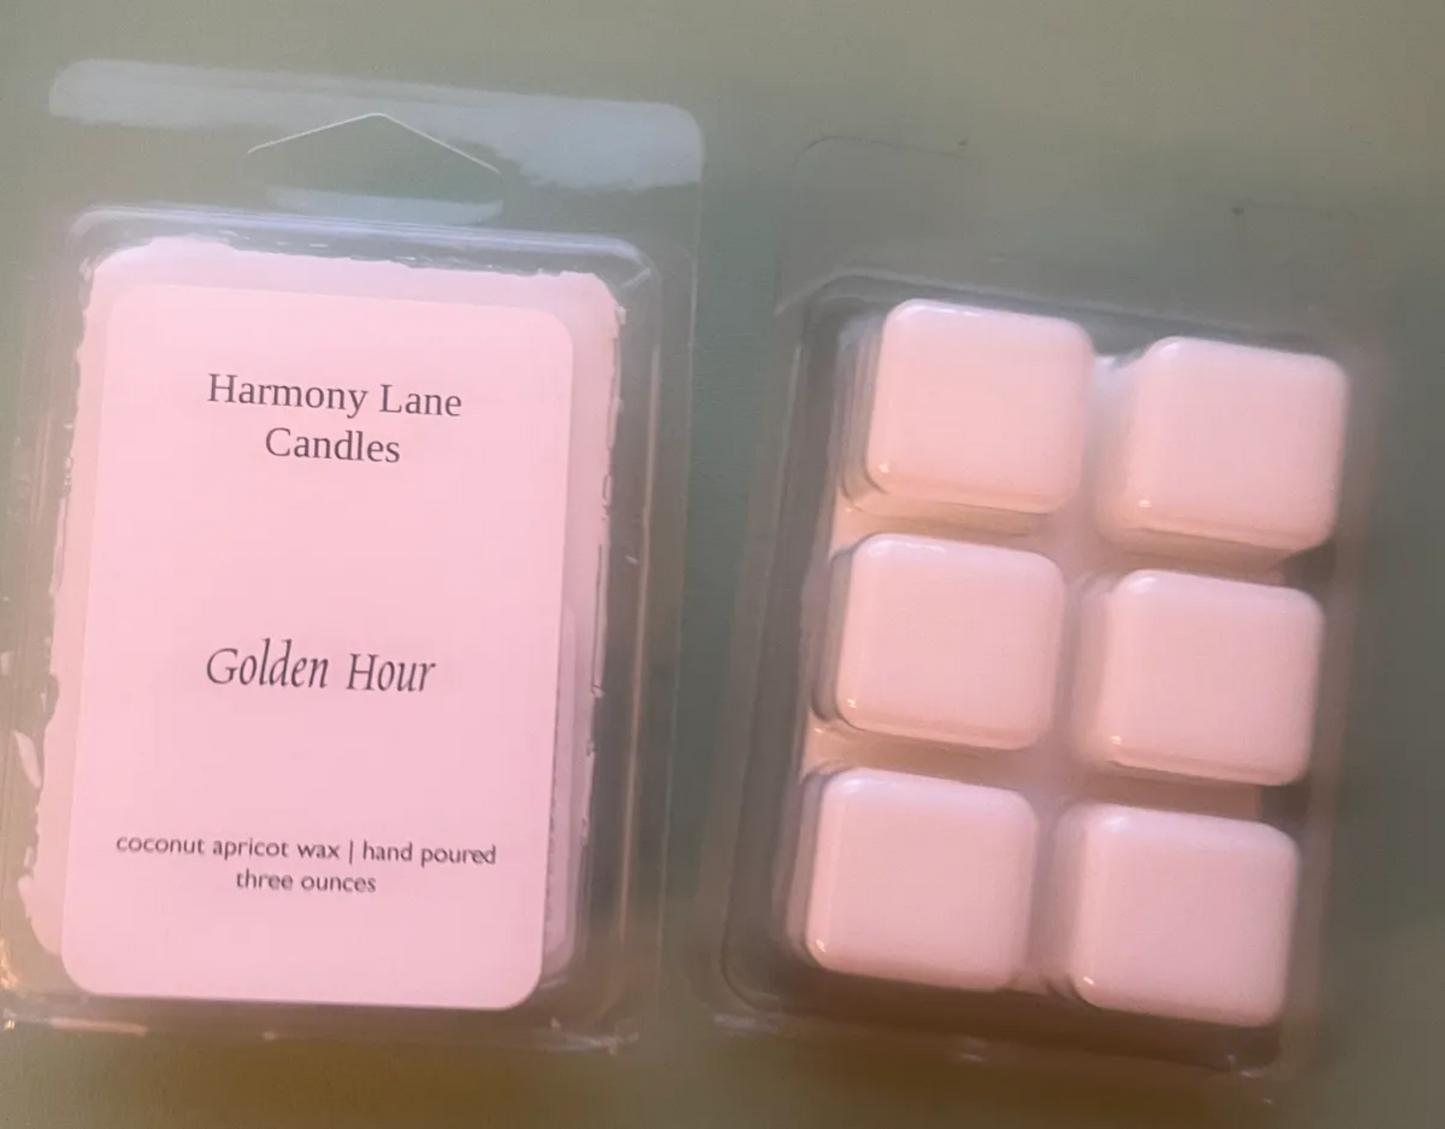 Harmony Lane
Candles
Golden Hour
coconut apricot wax | hand poured
three ounces